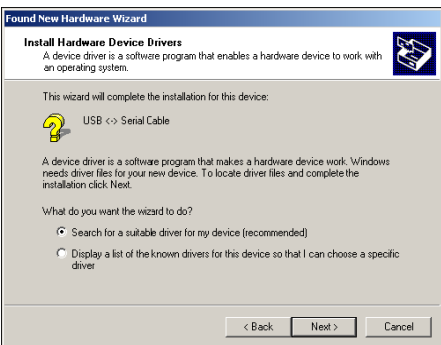 Found New Hardware Wizard
Install Hardware Device Drivers
A device driver is a software program that enables a hardware device to work with
an operating system.
This wizard will complete the installation for this device:
USB <-> Serial Cable
A device driver is a software program that makes a hardware device work. Windows
needs driver files for your new device. To locate driver files and complete the
installation click Next.
What do you want the wizard to do?
Search for a suitable driver for my device (recommended)
Display a list of the known drivers for this device so that I can choose a specific
driver
< Back
Next >
Cancel